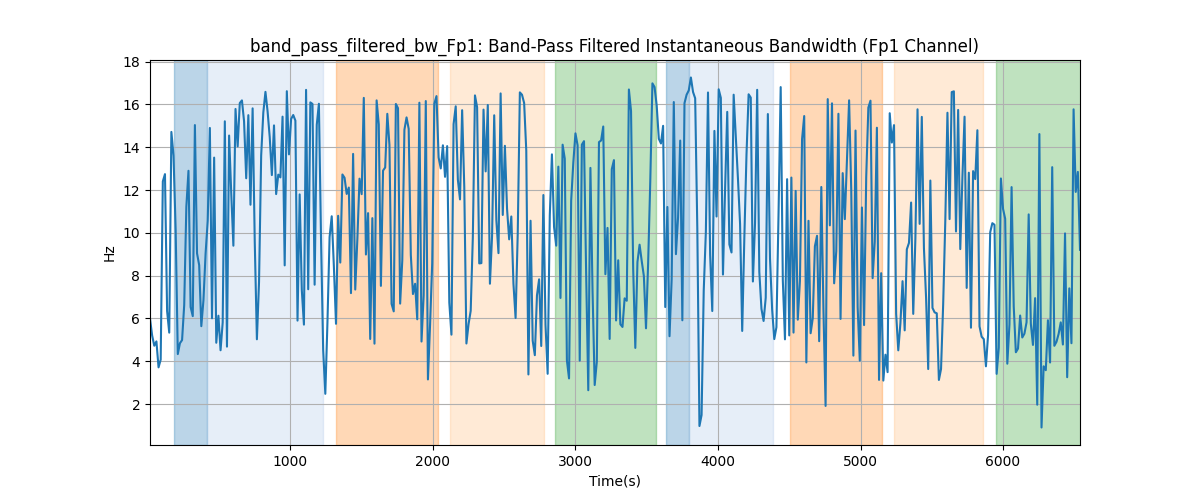 band_pass_filtered_bw_Fp1: Band-Pass Filtered Instantaneous Bandwidth (Fp1 Channel)
18
16
14
12
10
8
6
4
2
Hz
1000 2000 3000 4000 5000 6000
Time(s)